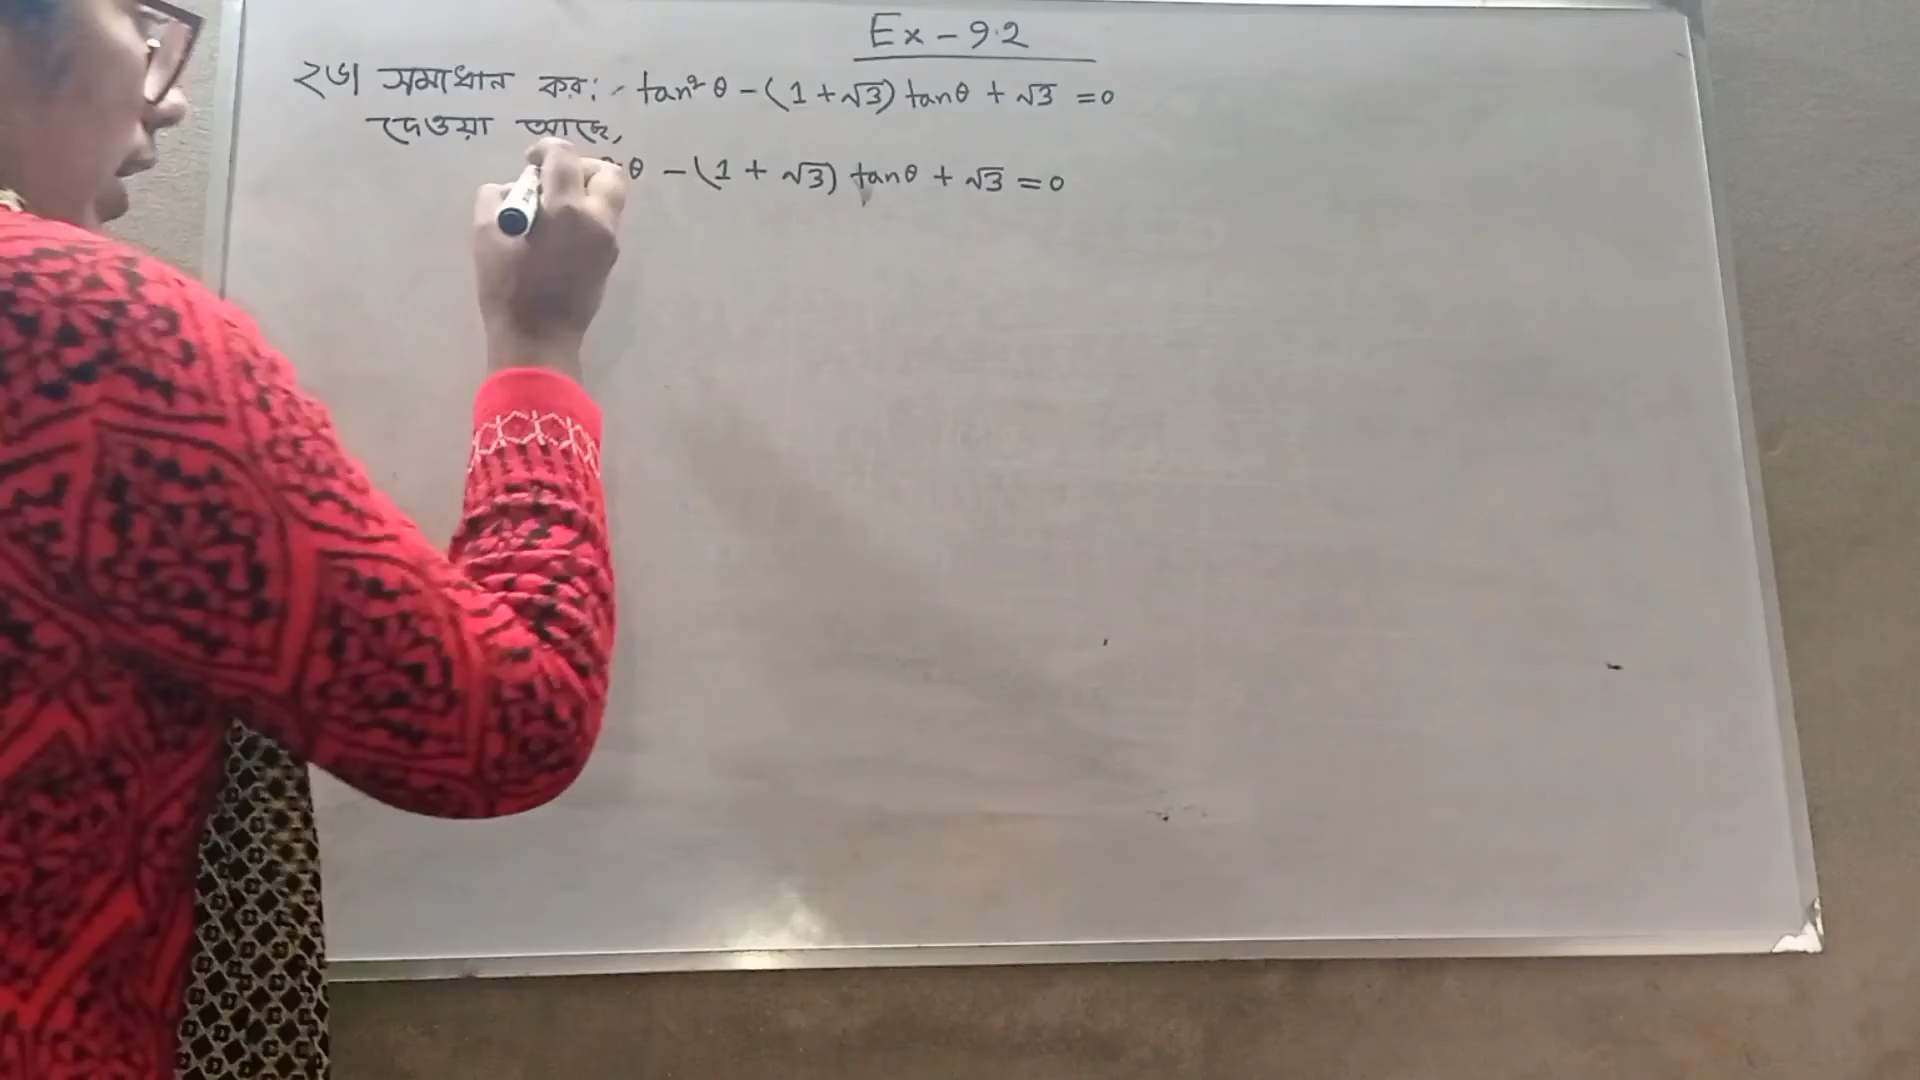 Ex - 9.2
২৬। সমাধান কর:- tan²θ - (1 + √3) tanθ + √3 = 0
দেওয়া আছে,
θ - (1 + √3) tanθ + √3 = 0